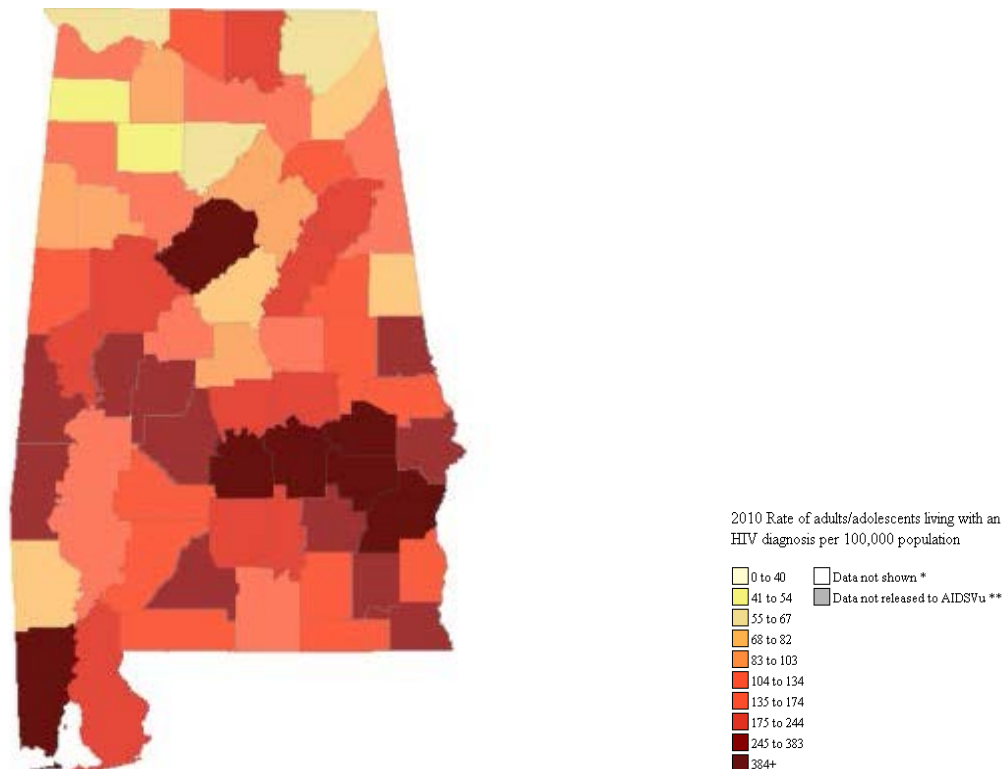 2010 Rate of adults/adolescents living with an
HIV diagnosis per 100,000 population
0 to 40
Data not shown *
41 to 54
Data not released to AIDSVu **
55 to 67
68 to 82
83 to 103
104 to 134
135 to 174
175 to 244
245 to 383
384+